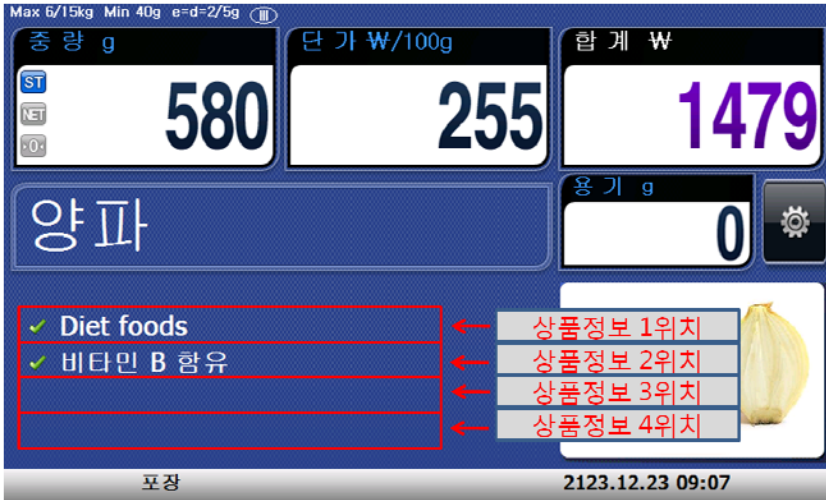 Max 6/15kg Min 40g e=d=2/5g Ⅲ
중 량 g
단 가 ₩/100g
합 계 ₩
ST
NET
·0·
580
255
1479
양파
용 기 g
0
Diet foods
상품정보 1위치
비타민 B 함유
상품정보 2위치
상품정보 3위치
상품정보 4위치
포장
2123.12.23 09:07